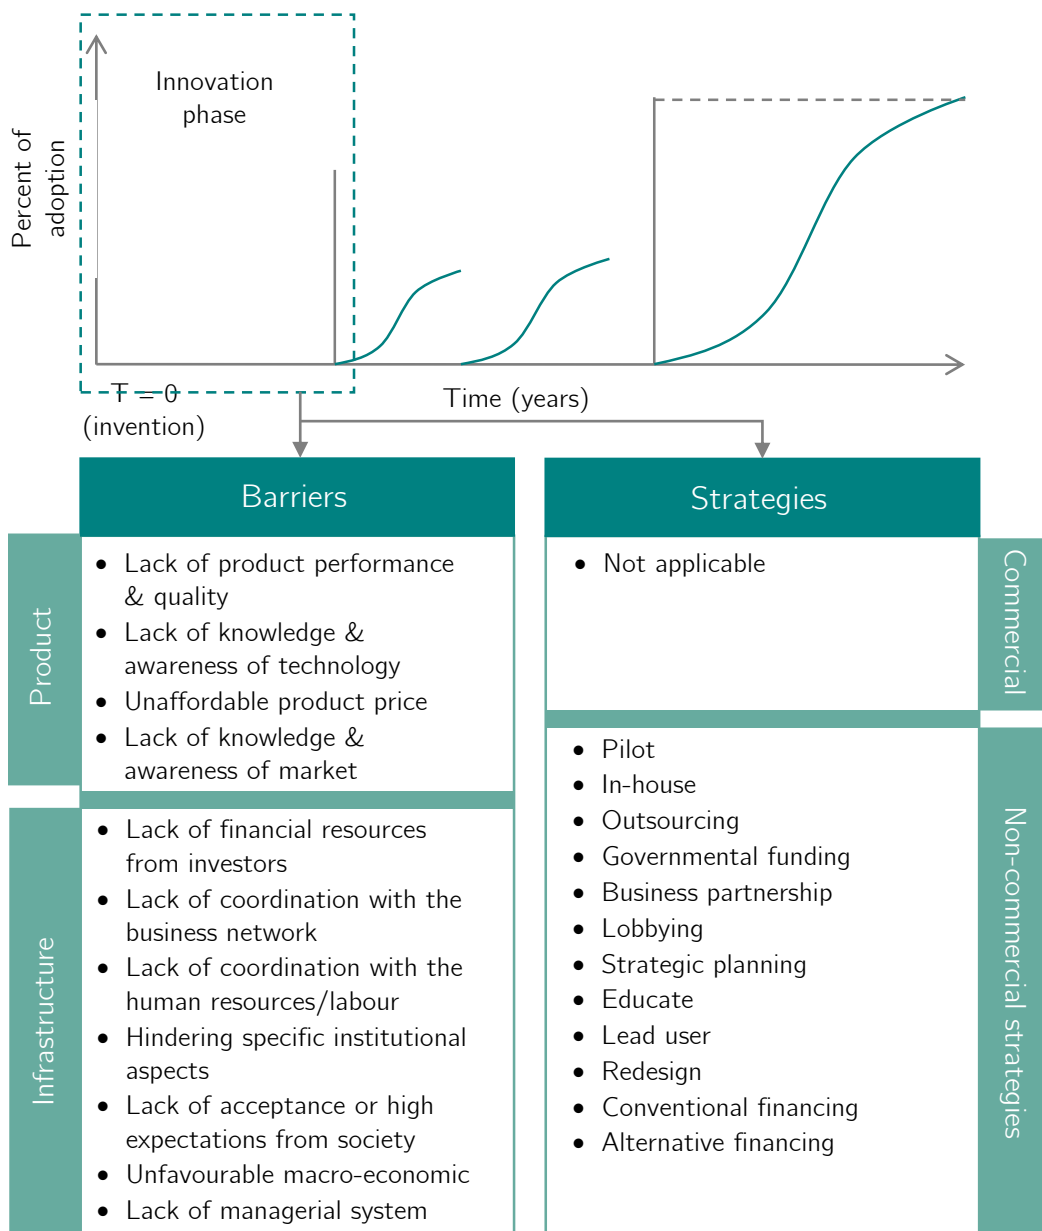 Innovation
phase
Percent of
adoption
T = 0
(invention)
Time (years)
Barriers
Product
• Lack of product performance
& quality
• Lack of knowledge &
awareness of technology
• Unaffordable product price
• Lack of knowledge &
awareness of market
Infrastructure
• Lack of financial resources
from investors
• Lack of coordination with the
business network
• Lack of coordination with the
human resources/labour
• Hindering specific institutional
aspects
• Lack of acceptance or high
expectations from society
• Unfavourable macro-economic
• Lack of managerial system
Strategies
Commercial
• Not applicable
Non-commercial strategies
• Pilot
• In-house
• Outsourcing
• Governmental funding
• Business partnership
• Lobbying
• Strategic planning
• Educate
• Lead user
• Redesign
• Conventional financing
• Alternative financing